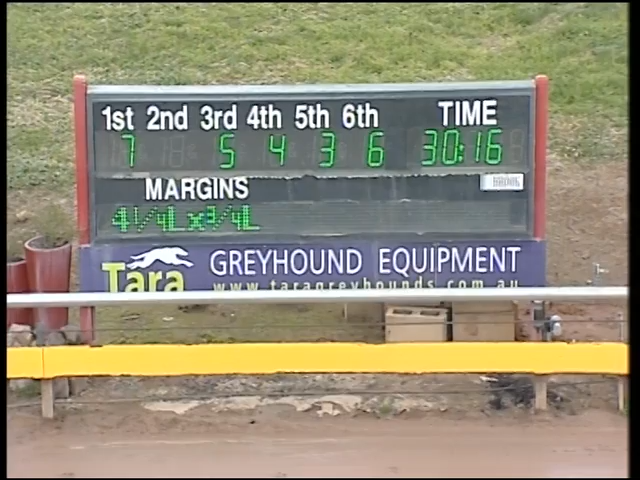 1st 2nd 3rd 4th 5th 6th TIME
7 5 4 3 6 30:16
MARGINS
4 1/4L x 3/4L
Tara GREYHOUND EQUIPMENT
www.taragreyhounds.com.au